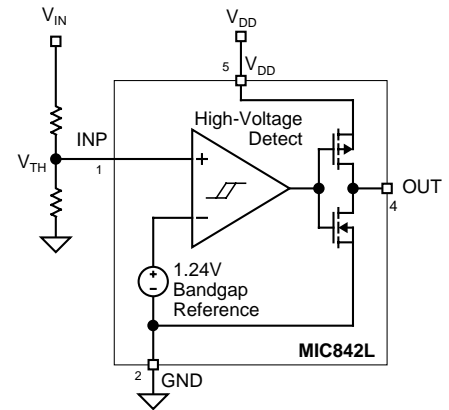 VIN
VDD
5
VDD
High-Voltage
Detect
INP
1
VTH
+
−
OUT
4
+
−
1.24V
Bandgap
Reference
MIC842L
2
GND